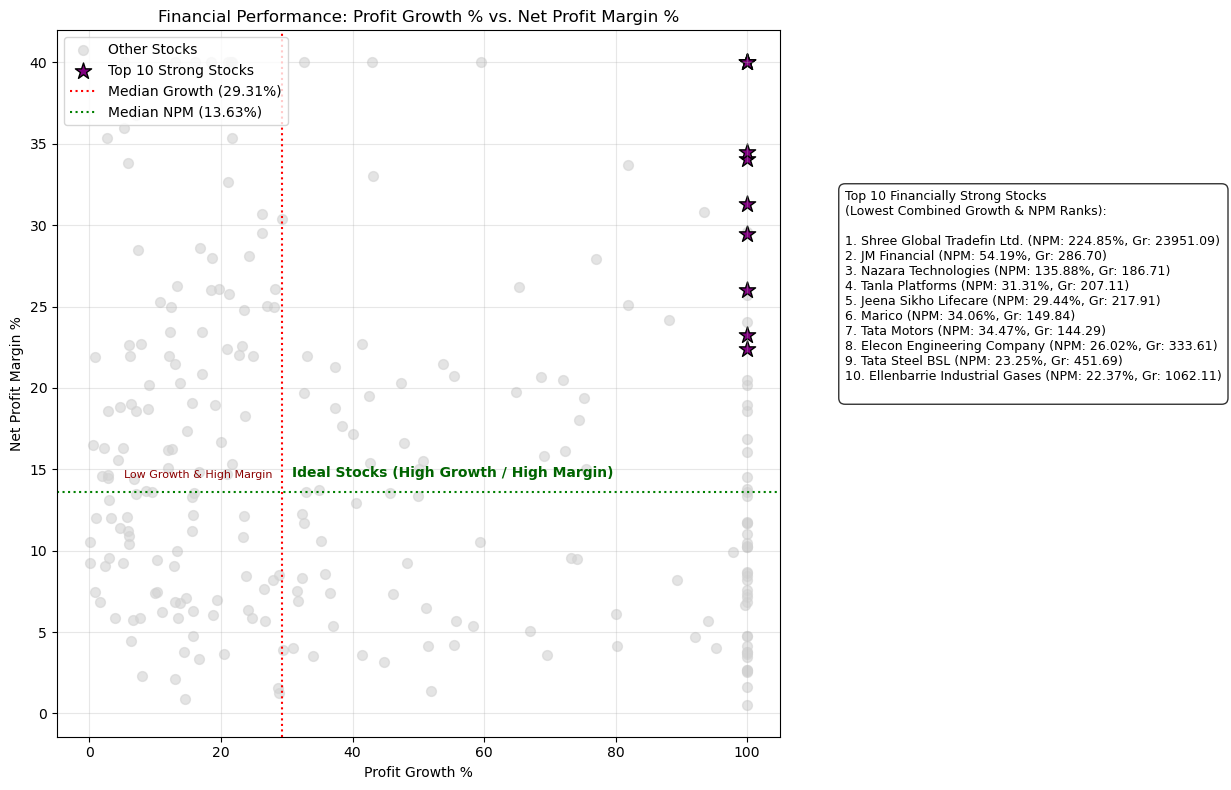 Financial Performance: Profit Growth % vs. Net Profit Margin %
Other Stocks
Top 10 Strong Stocks
Median Growth (29.31%)
Median NPM (13.63%)
40
35
30
25
20
15
10
5
0
Net Profit Margin %
Low Growth & High Margin
Ideal Stocks (High Growth / High Margin)
0 20 40 60 80 100
Profit Growth %
Top 10 Financially Strong Stocks
(Lowest Combined Growth & NPM Ranks):
1. Shree Global Tradefin Ltd. (NPM: 224.85%, Gr: 23951.09)
2. JM Financial (NPM: 54.19%, Gr: 286.70)
3. Nazara Technologies (NPM: 135.88%, Gr: 186.71)
4. Tanla Platforms (NPM: 31.31%, Gr: 207.11)
5. Jeena Sikho Lifecare (NPM: 29.44%, Gr: 217.91)
6. Marico (NPM: 34.06%, Gr: 149.84)
7. Tata Motors (NPM: 34.47%, Gr: 144.29)
8. Elecon Engineering Company (NPM: 26.02%, Gr: 333.61)
9. Tata Steel BSL (NPM: 23.25%, Gr: 451.69)
10. Ellenbarrie Industrial Gases (NPM: 22.37%, Gr: 1062.11)